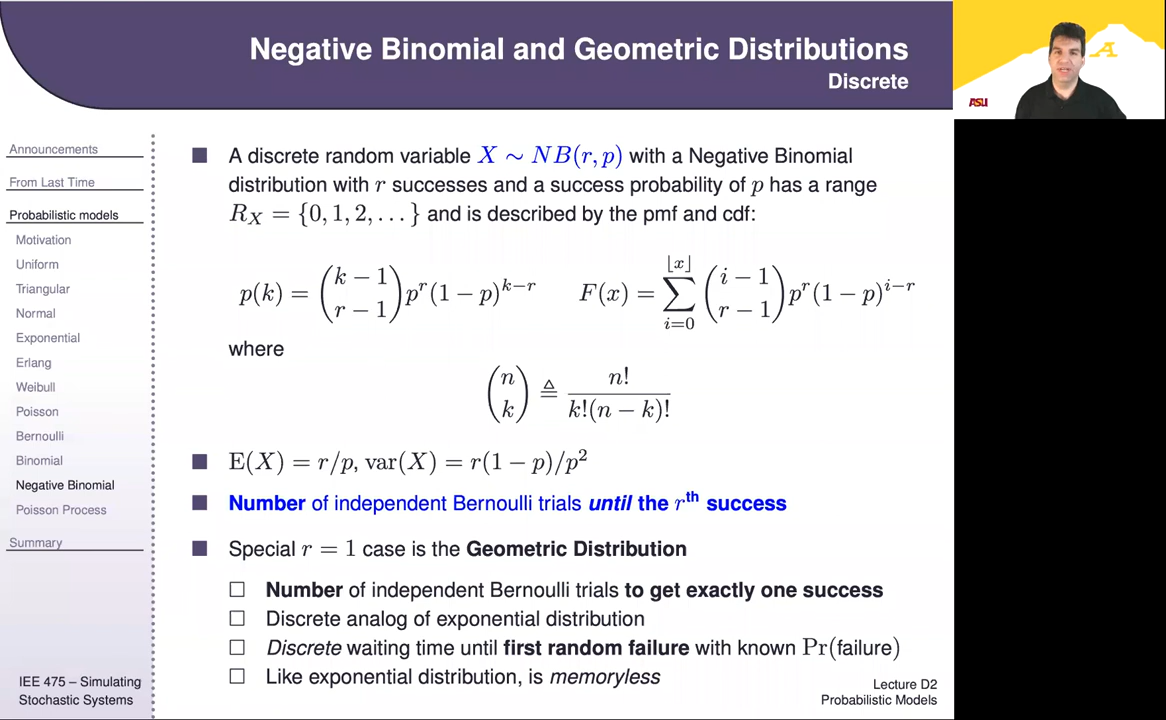 Negative Binomial and Geometric Distributions
Discrete
ASU
A
Announcements
From Last Time
Probabilistic models
Motivation
Uniform
Triangular
Normal
Exponential
Erlang
Weibull
Poisson
Bernoulli
Binomial
Negative Binomial
Poisson Process
Summary
IEE 475 – Simulating
Stochastic Systems
A discrete random variable X ∼ NB(r, p) with a Negative Binomial
distribution with r successes and a success probability of p has a range
R_X = {0, 1, 2, . . . } and is described by the pmf and cdf:
p(k) = \binom{k − 1}{r − 1} p^r (1 − p)^{k−r} F(x) = \sum_{i=0}^{⌊x⌋} \binom{i − 1}{r − 1} p^r (1 − p)^{i−r}
where
\binom{n}{k} ≜ \frac{n!}{k!(n − k)!}
E(X) = r/p, var(X) = r(1 − p)/p²
Number of independent Bernoulli trials until the r^th success
Special r = 1 case is the Geometric Distribution
Number of independent Bernoulli trials to get exactly one success
Discrete analog of exponential distribution
Discrete waiting time until first random failure with known Pr(failure)
Like exponential distribution, is memoryless
Lecture D2
Probabilistic Models